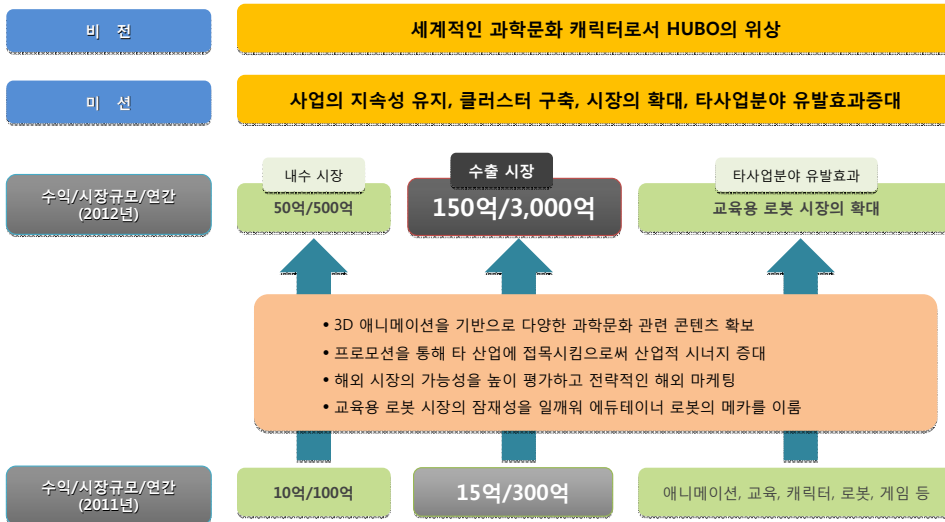 비 전
세계적인 과학문화 캐릭터로서 HUBO의 위상
미 션
사업의 지속성 유지, 클러스터 구축, 시장의 확대, 타사업분야 유발효과증대
수익/시장규모/연간
(2012년)
내수 시장
50억/500억
수출 시장
150억/3,000억
타사업분야 유발효과
교육용 로봇 시장의 확대
• 3D 애니메이션을 기반으로 다양한 과학문화 관련 콘텐츠 확보
• 프로모션을 통해 타 산업에 접목시킴으로써 산업적 시너지 증대
• 해외 시장의 가능성을 높이 평가하고 전략적인 해외 마케팅
• 교육용 로봇 시장의 잠재성을 일깨워 에듀테이너 로봇의 메카를 이룸
수익/시장규모/연간
(2011년)
10억/100억
15억/300억
애니메이션, 교육, 캐릭터, 로봇, 게임 등